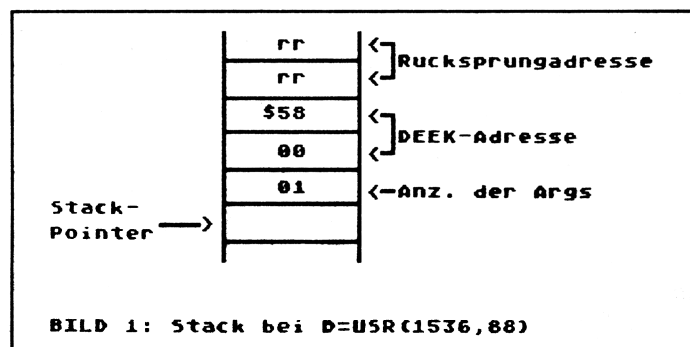 rr
rr
Rucksprungadresse
$58
00
DEEK-Adresse
01
Anz. der Args
Stack-
Pointer
BILD 1: Stack bei D=USR(1536,88)